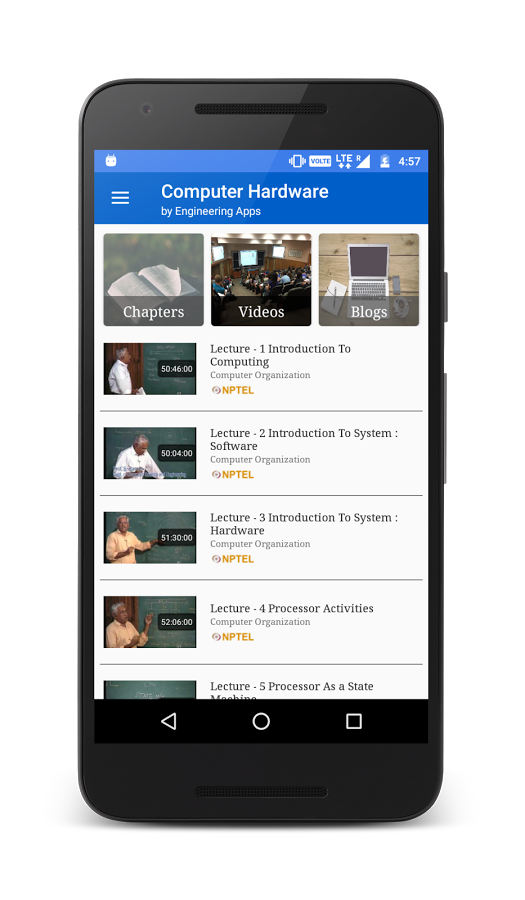 VOLTE LTE R 4:57
Computer Hardware
by Engineering Apps
Chapters Videos Blogs
Lecture - 1 Introduction To
Computing
50:46:00
Computer Organization
NPTEL
Lecture - 2 Introduction To System :
Software
50:04:00
Computer Organization
NPTEL
Lecture - 3 Introduction To System :
Hardware
51:30:00
Computer Organization
NPTEL
Lecture - 4 Processor Activities
52:06:00
Computer Organization
NPTEL
Lecture - 5 Processor As a State
Machine